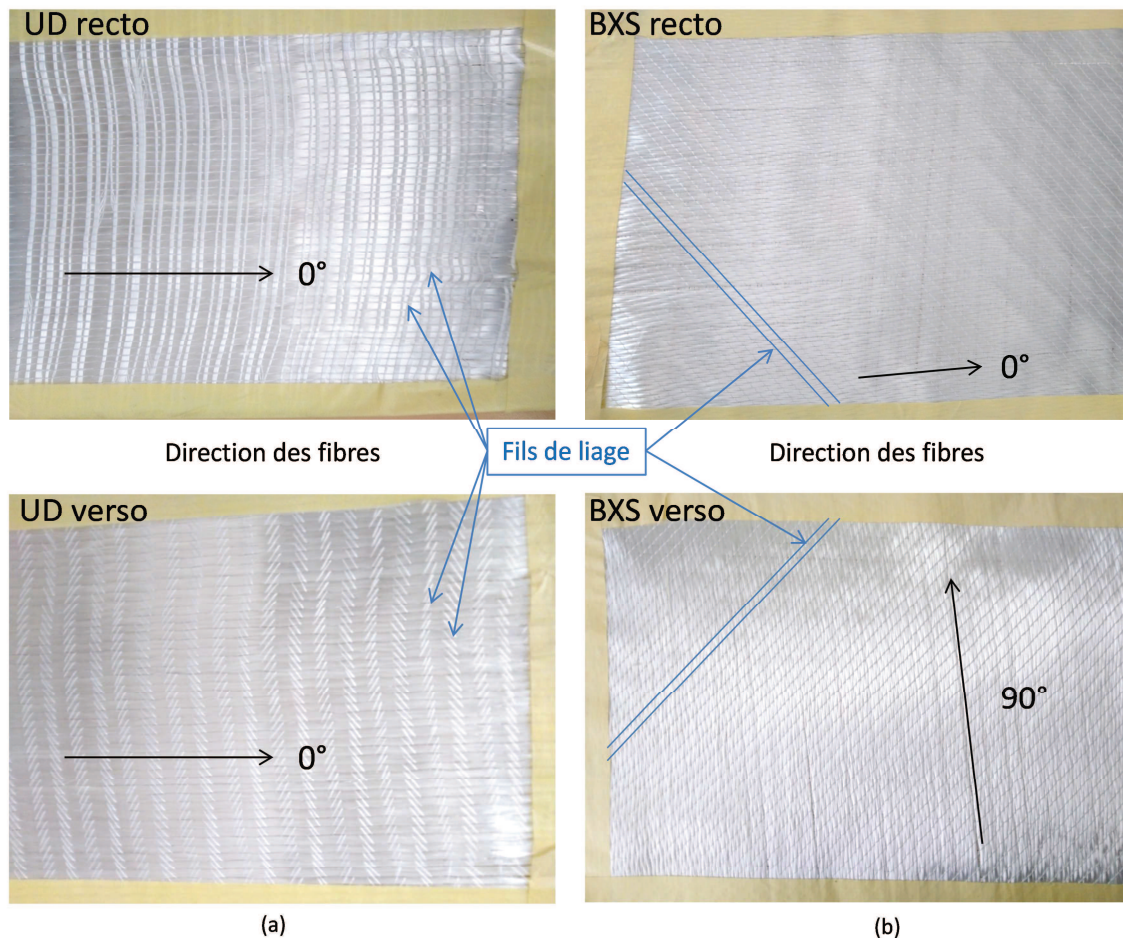 UD recto
BXS recto
0°
0°
Direction des fibres
Fils de liage
Direction des fibres
UD verso
BXS verso
0°
90°
(a)
(b)